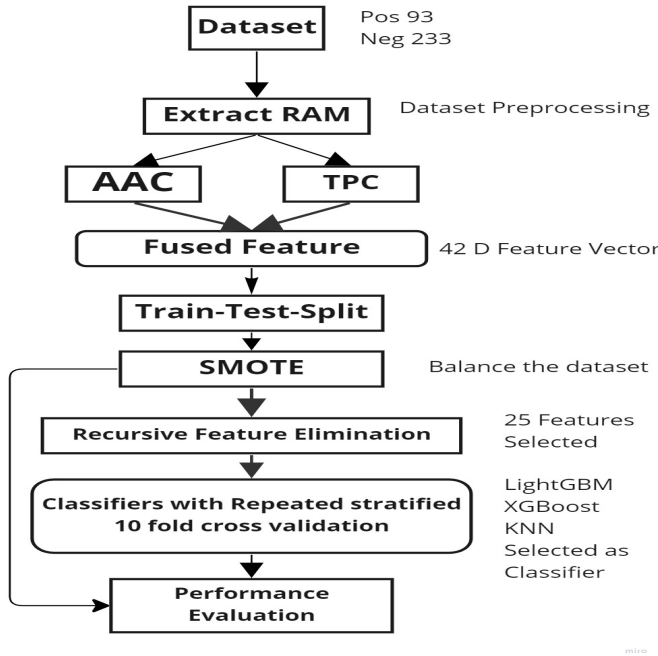 Dataset
Pos 93
Neg 233
Extract RAM
Dataset Preprocessing
AAC
TPC
Fused Feature
42 D Feature Vector
Train-Test-Split
SMOTE
Balance the dataset
Recursive Feature Elimination
25 Features
Selected
Classifiers with Repeated stratified
10 fold cross validation
LightGBM
XGBoost
KNN
Selected as
Classifier
Performance
Evaluation
miro